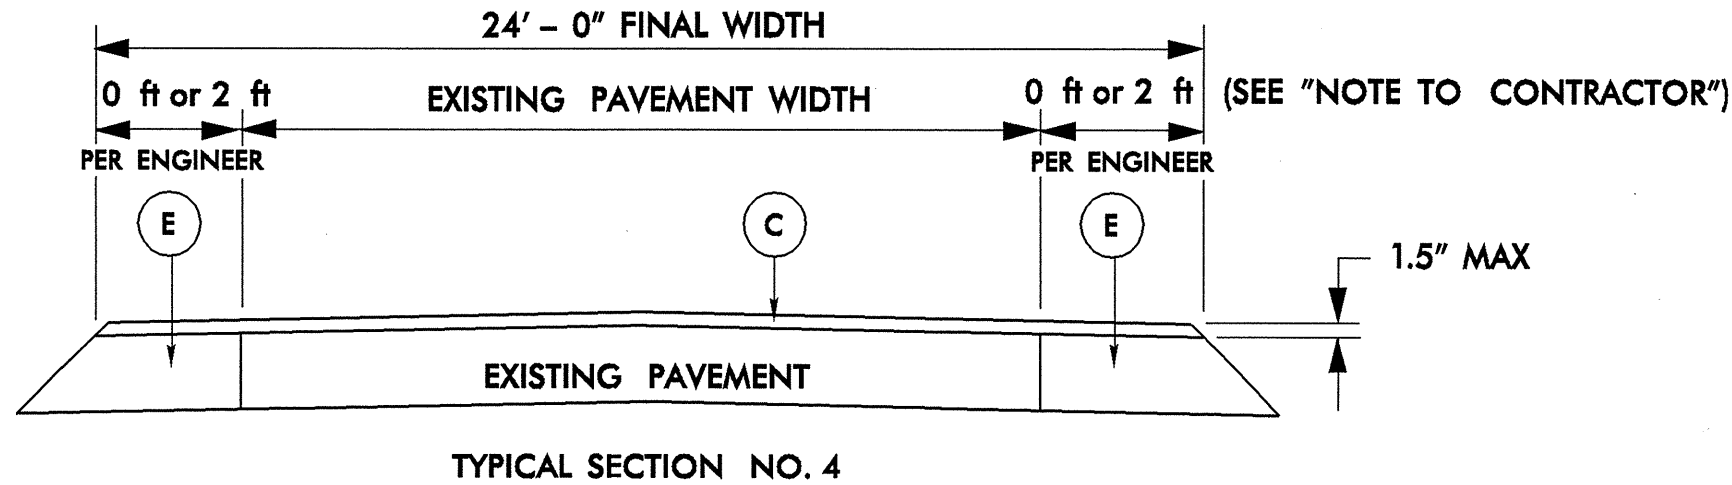 24' – 0" FINAL WIDTH
0 ft or 2 ft
EXISTING PAVEMENT WIDTH
0 ft or 2 ft
(SEE "NOTE TO CONTRACTOR")
PER ENGINEER
PER ENGINEER
E
C
E
1.5" MAX
EXISTING PAVEMENT
TYPICAL SECTION NO. 4